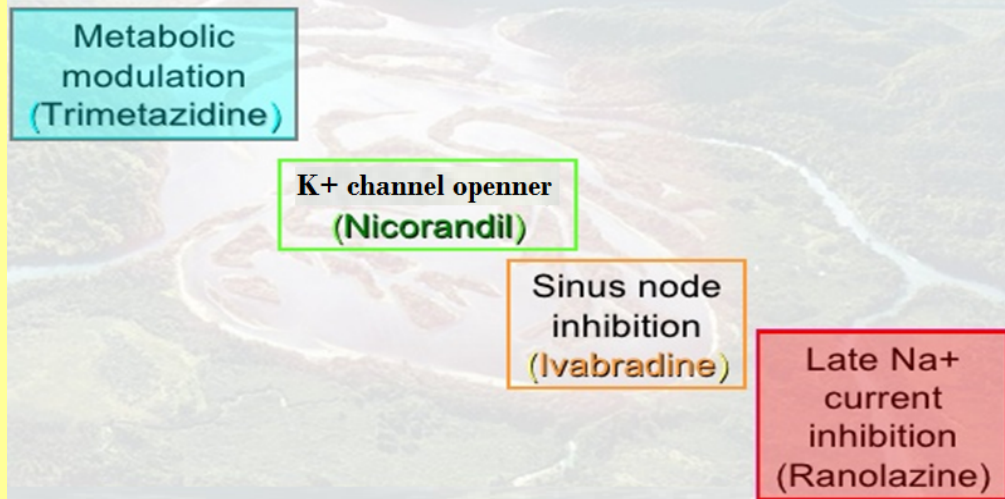 Metabolic
modulation
(Trimetazidine)
K+ channel openner
(Nicorandil)
Sinus node
inhibition
(Ivabradine)
Late Na+
current
inhibition
(Ranolazine)